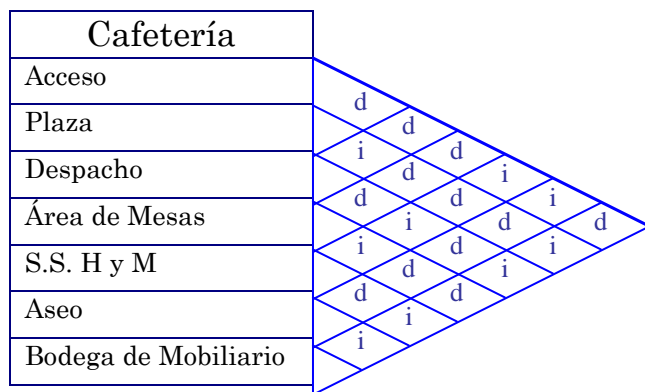 Cafetería
Acceso
d
Plaza d
i d
Despacho d i
d d i
Área de Mesas i d d
i d i
S.S. H y M d i
d d
Aseo i
i
Bodega de Mobiliario